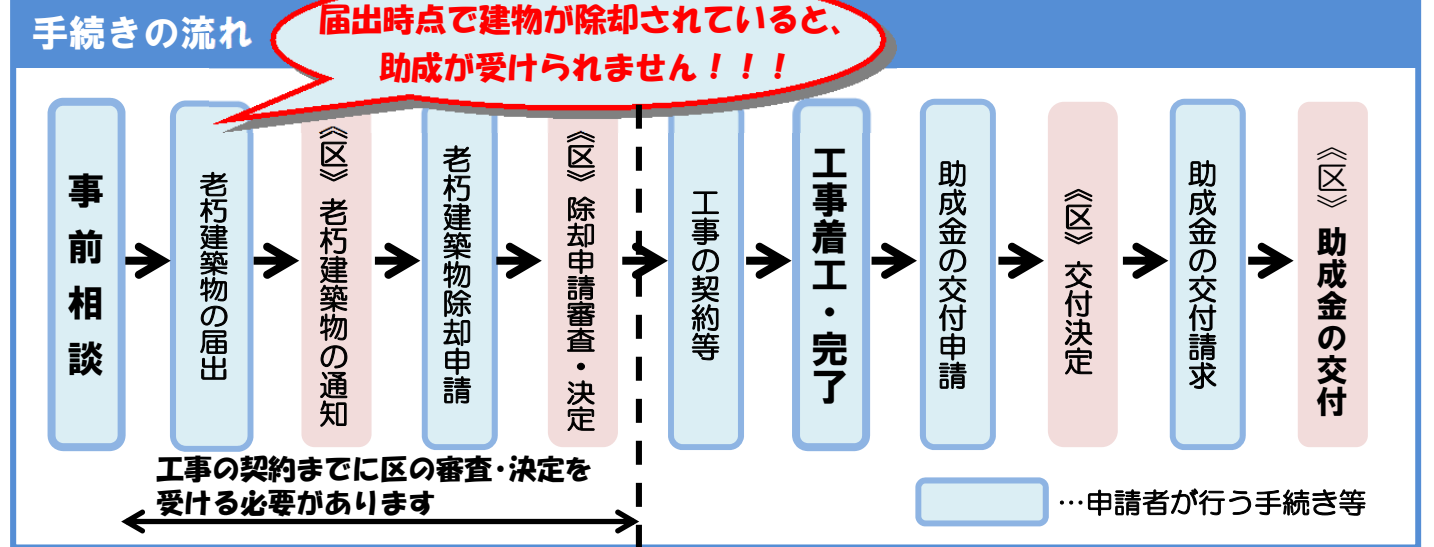 手続きの流れ
届出時点で建物が除却されていると、
助成が受けられません！！！
事前相談
老朽建築物の届出
《区》老朽建築物の通知
老朽建築物除却申請
《区》除却申請審査・決定
工事の契約等
工事着工・完了
助成金の交付申請
《区》交付決定
助成金の交付請求
《区》助成金の交付
工事の契約までに区の審査・決定を
受ける必要があります
…申請者が行う手続き等